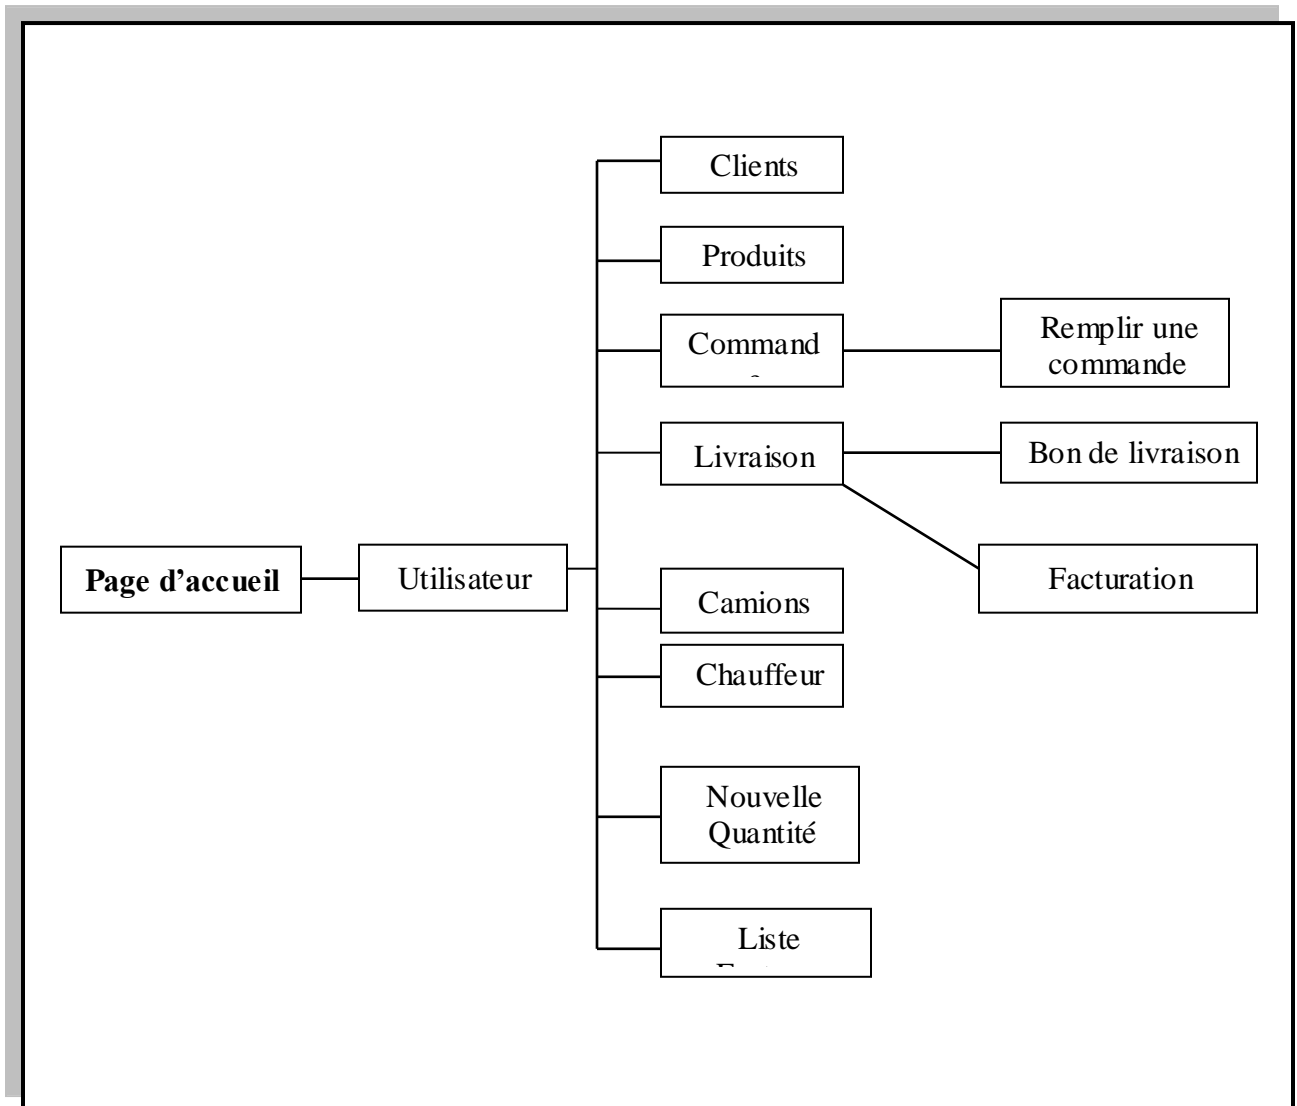 Clients
Produits
Command
Remplir une
commande
Livraison
Bon de livraison
Page d’accueil
Utilisateur
Facturation
Camions
Chauffeur
Nouvelle
Quantité
Liste